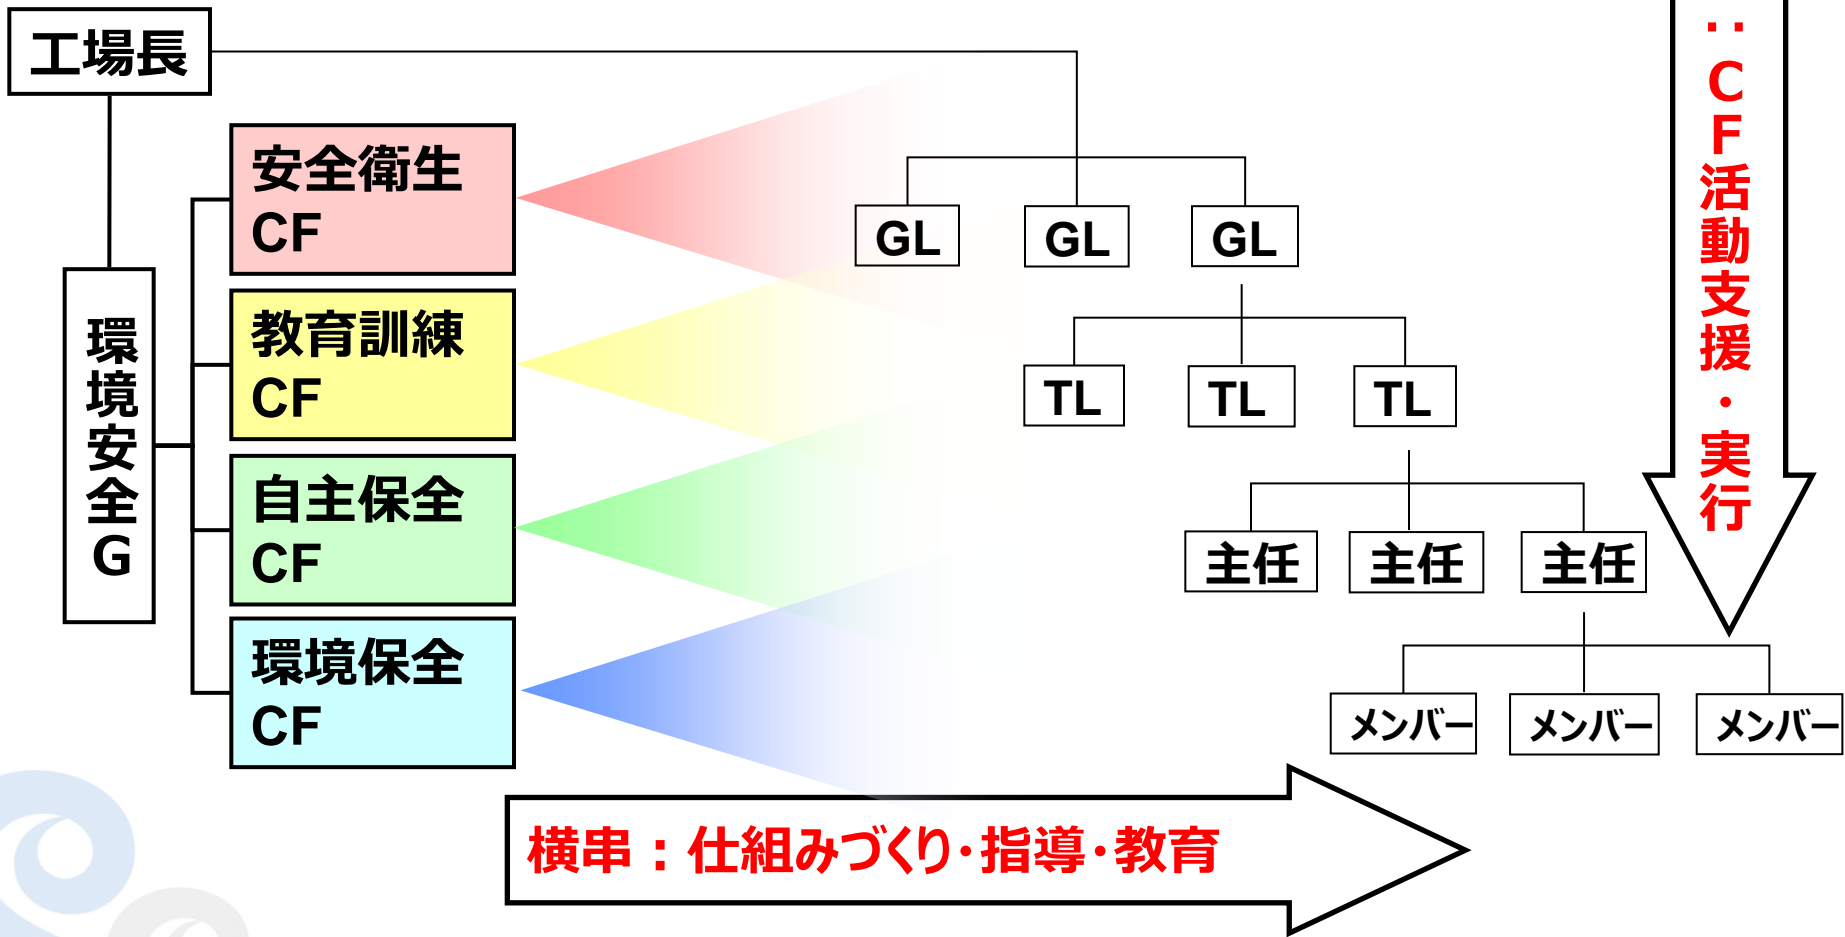 工場長
安全衛生
CF
教育訓練
CF
自主保全
CF
環境保全
CF
環境安全G
GL
GL
GL
TL
TL
TL
主任
主任
主任
メンバー
メンバー
メンバー
：CF活動支援・実行
横串：仕組みづくり・指導・教育